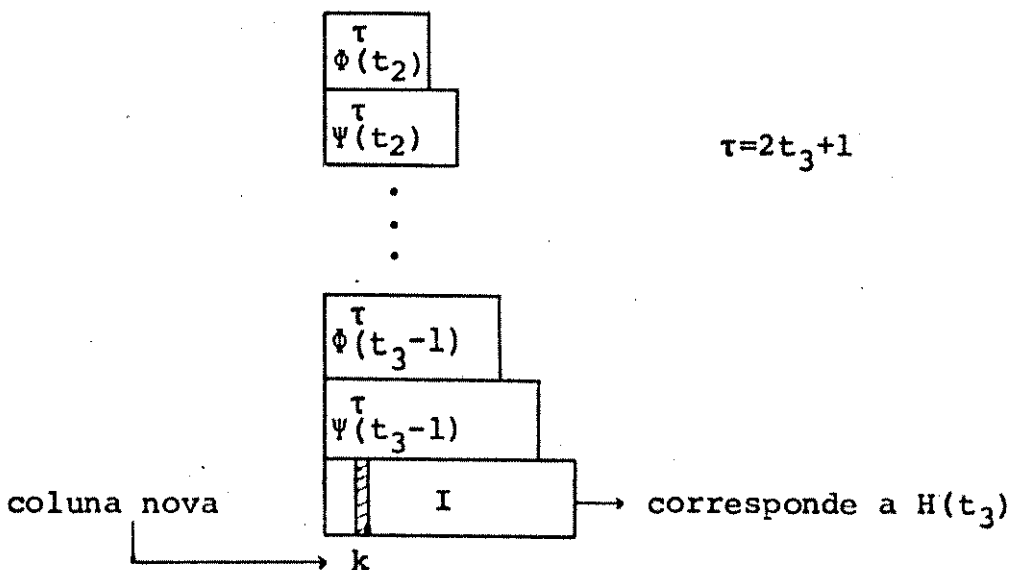 τ
Φ(t₂)
τ
Ψ(t₂)
τ=2t₃+1
τ
Φ(t₃-1)
τ
Ψ(t₃-1)
coluna nova
I
corresponde a H(t₃)
k